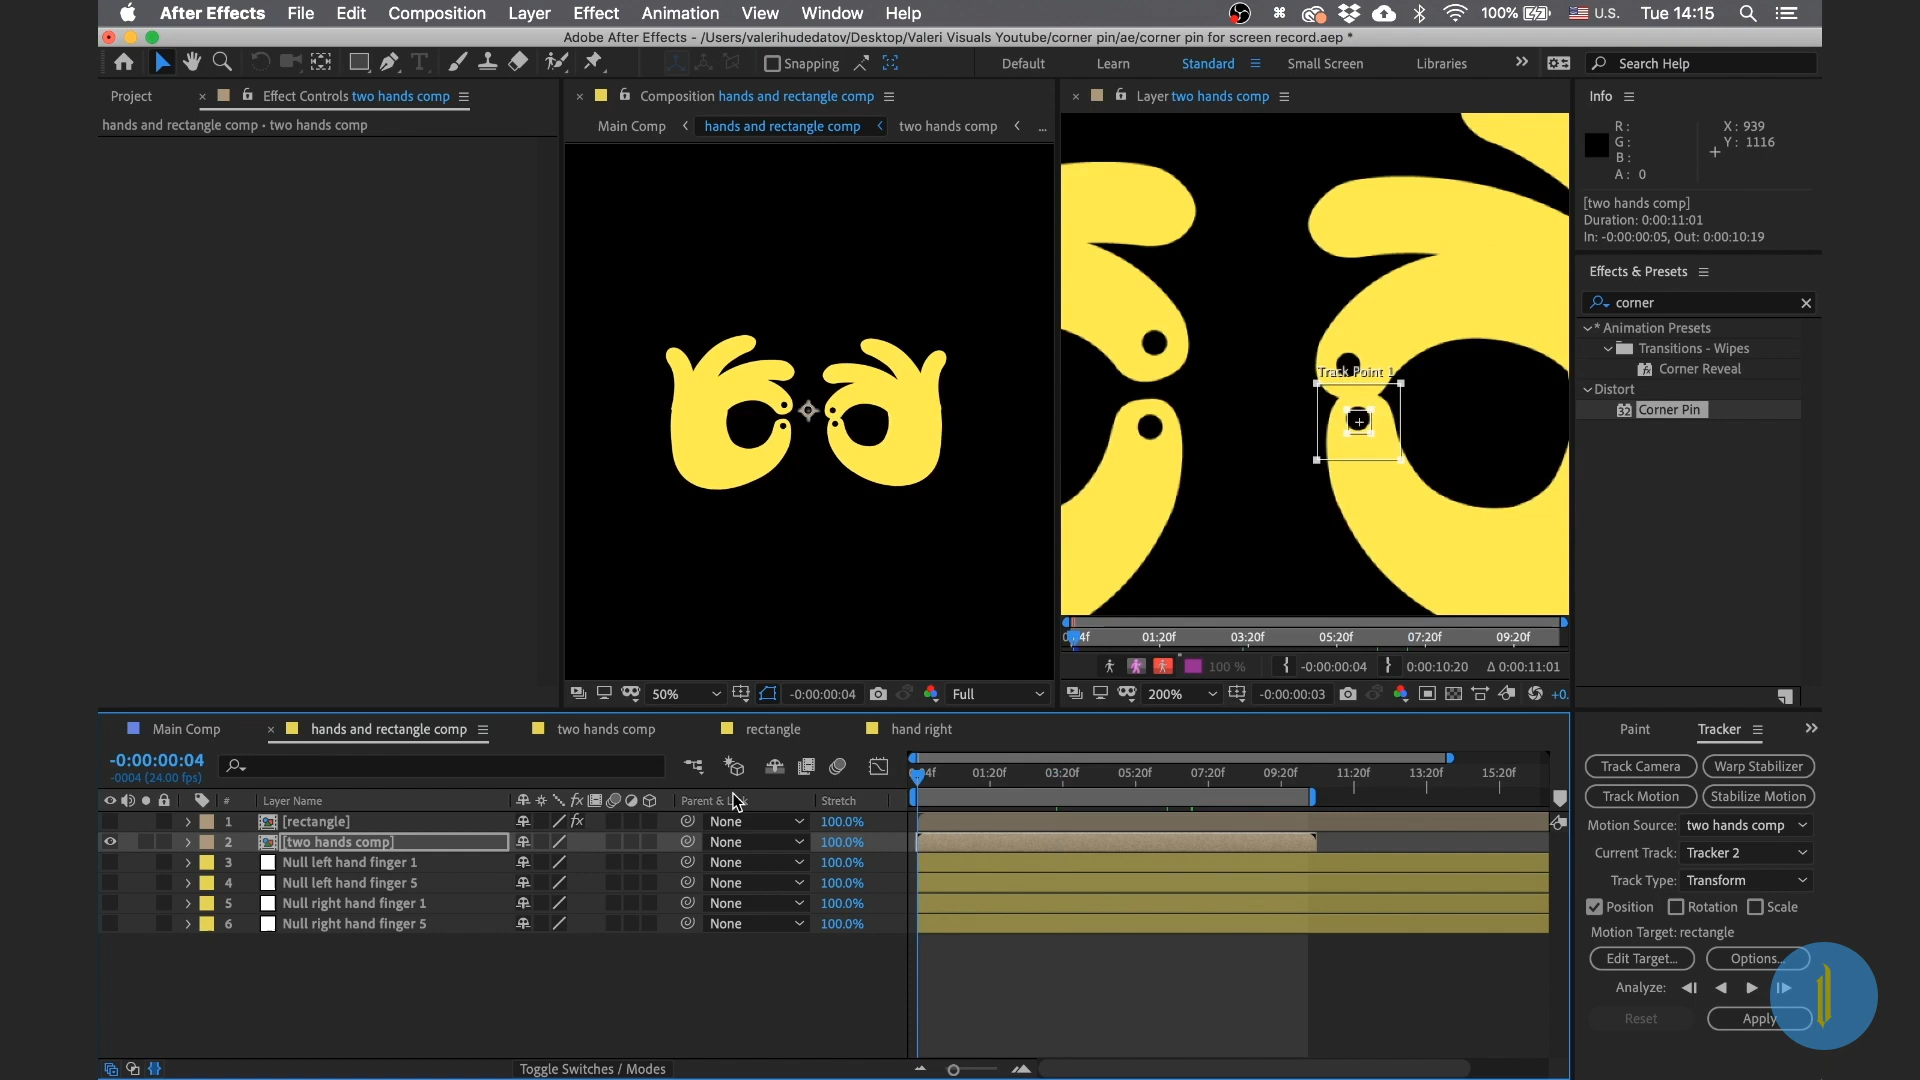 After Effects File Edit Composition Layer Effect Animation View Window Help 100% U.S. Tue 14:15
Adobe After Effects - /Users/valerihudedatov/Desktop/Valeri Visuals Youtube/corner pin/ae/corner pin for screen record.aep *
Snapping Default Learn Standard Small Screen Libraries Search Help
Project Effect Controls two hands comp Composition hands and rectangle comp Layer two hands comp Info
hands and rectangle comp • two hands comp Main Comp hands and rectangle comp two hands comp ...
R: X: 939
G: Y: 1116
B:
A: 0
[two hands comp]
Duration: 0:00:11:01
In: -0:00:00:05, Out: 0:00:10:19
Effects & Presets
corner
* Animation Presets
Transitions - Wipes
Corner Reveal
Distort
32 Corner Pin
Track Point 1
4f 01:20f 03:20f 05:20f 07:20f 09:20f
100 % -0:00:00:04 0:00:10:20 Δ 0:00:11:01
50% -0:00:00:04 Full 200% -0:00:00:03 +0.
Main Comp hands and rectangle comp two hands comp rectangle hand right
-0:00:00:04
-0004 (24.00 fps)
4f 01:20f 03:20f 05:20f 07:20f 09:20f 11:20f 13:20f 15:20f
# Layer Name fx Parent & Stretch
1 [rectangle] fx None 100.0%
2 [two hands comp] None 100.0%
3 Null left hand finger 1 None 100.0%
4 Null left hand finger 5 None 100.0%
5 Null right hand finger 1 None 100.0%
6 Null right hand finger 5 None 100.0%
Toggle Switches / Modes
Paint Tracker
Track Camera Warp Stabilizer
Track Motion Stabilize Motion
Motion Source: two hands comp
Current Track: Tracker 2
Track Type: Transform
Position Rotation Scale
Motion Target: rectangle
Edit Target... Options...
Analyze:
Reset Apply